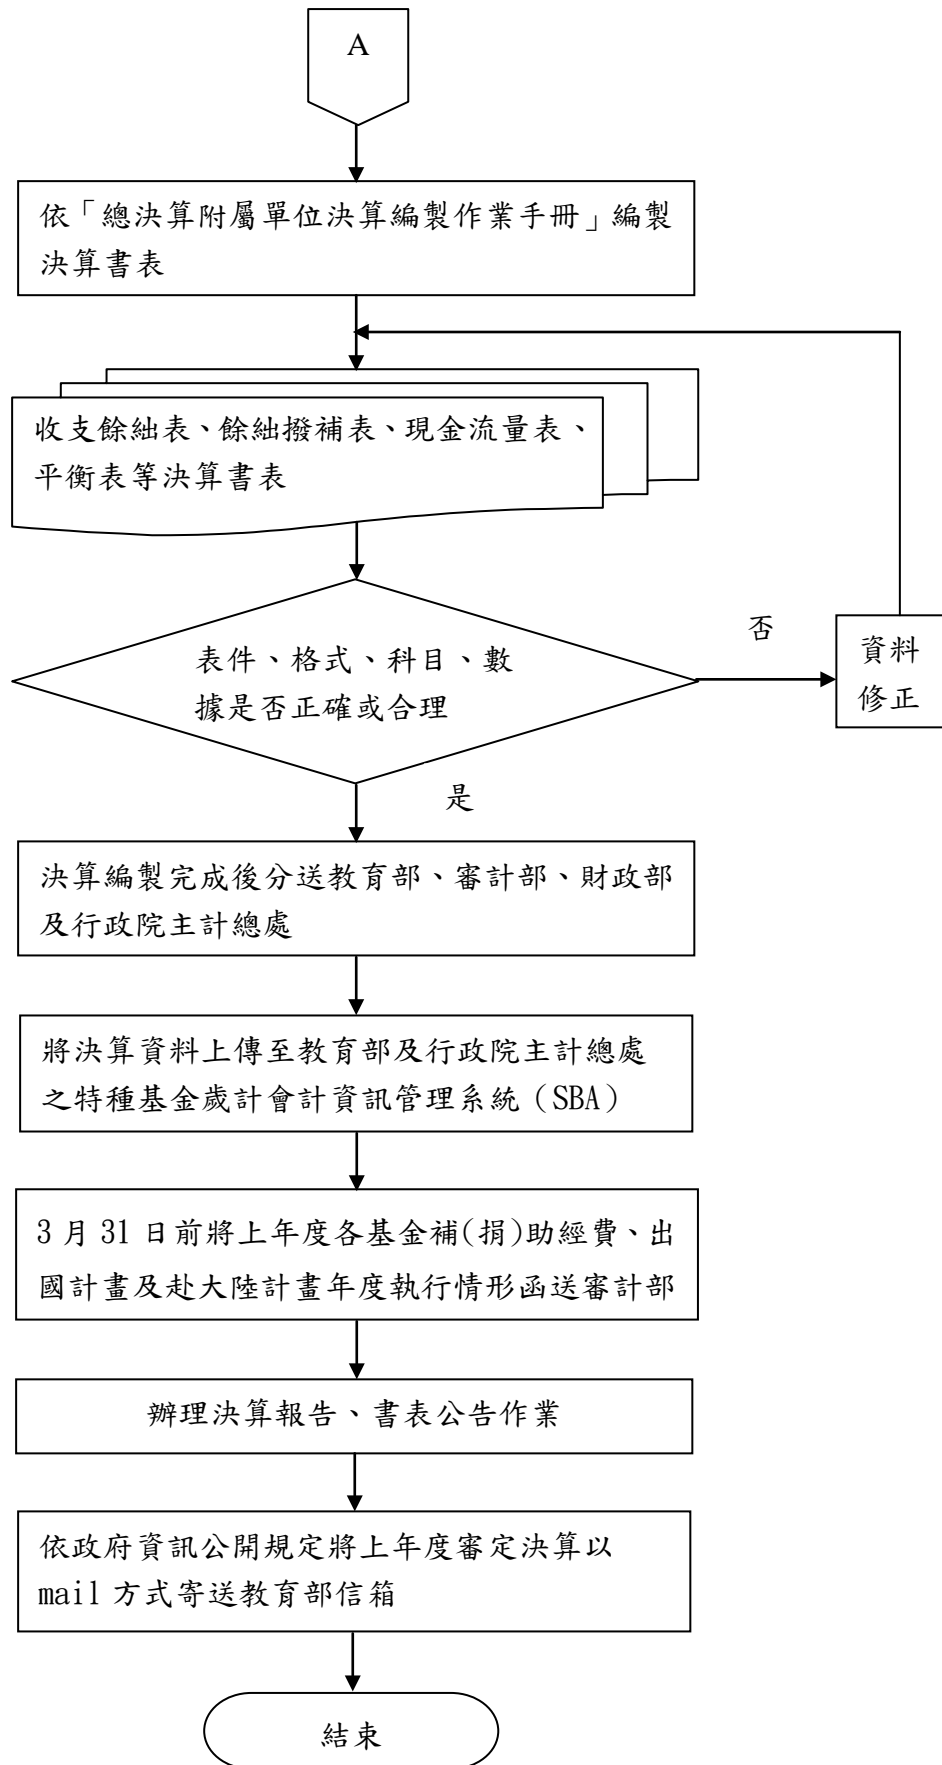 A
依「總決算附屬單位決算編製作業手冊」編製
決算書表
收支餘絀表、餘絀撥補表、現金流量表、
平衡表等決算書表
表件、格式、科目、數
據是否正確或合理
否
資料
修正
是
決算編製完成後分送教育部、審計部、財政部
及行政院主計總處
將決算資料上傳至教育部及行政院主計總處
之特種基金歲計會計資訊管理系統（SBA）
3 月 31 日前將上年度各基金補(捐)助經費、出
國計畫及赴大陸計畫年度執行情形函送審計部
辦理決算報告、書表公告作業
依政府資訊公開規定將上年度審定決算以
mail 方式寄送教育部信箱
結束